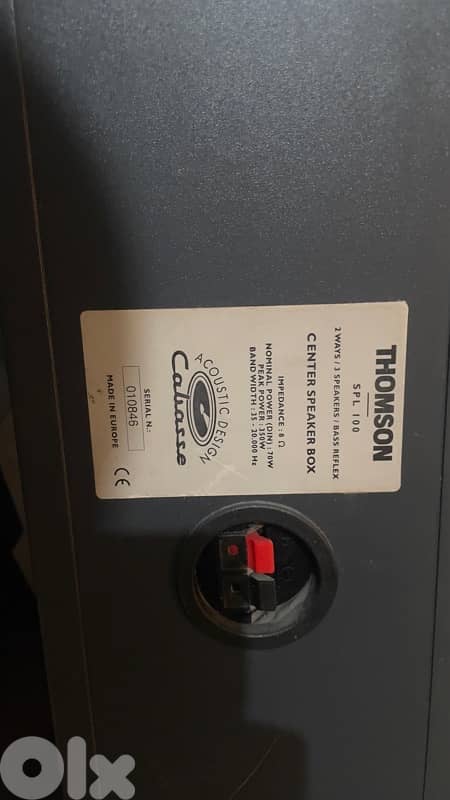 THOMSON
SPL 100
2 WAYS / 3 SPEAKERS / BASS REFLEX
CENTER SPEAKER BOX
IMPEDANCE : 8 Ω
NOMINAL POWER (DIN) : 70W
PEAK POWER : 350W
BAND WIDTH : 35 - 20.000 Hz
ACOUSTIC DESIGN
Cabasse
SERIAL N.:
010846
MADE IN EUROPE
CE
OLX